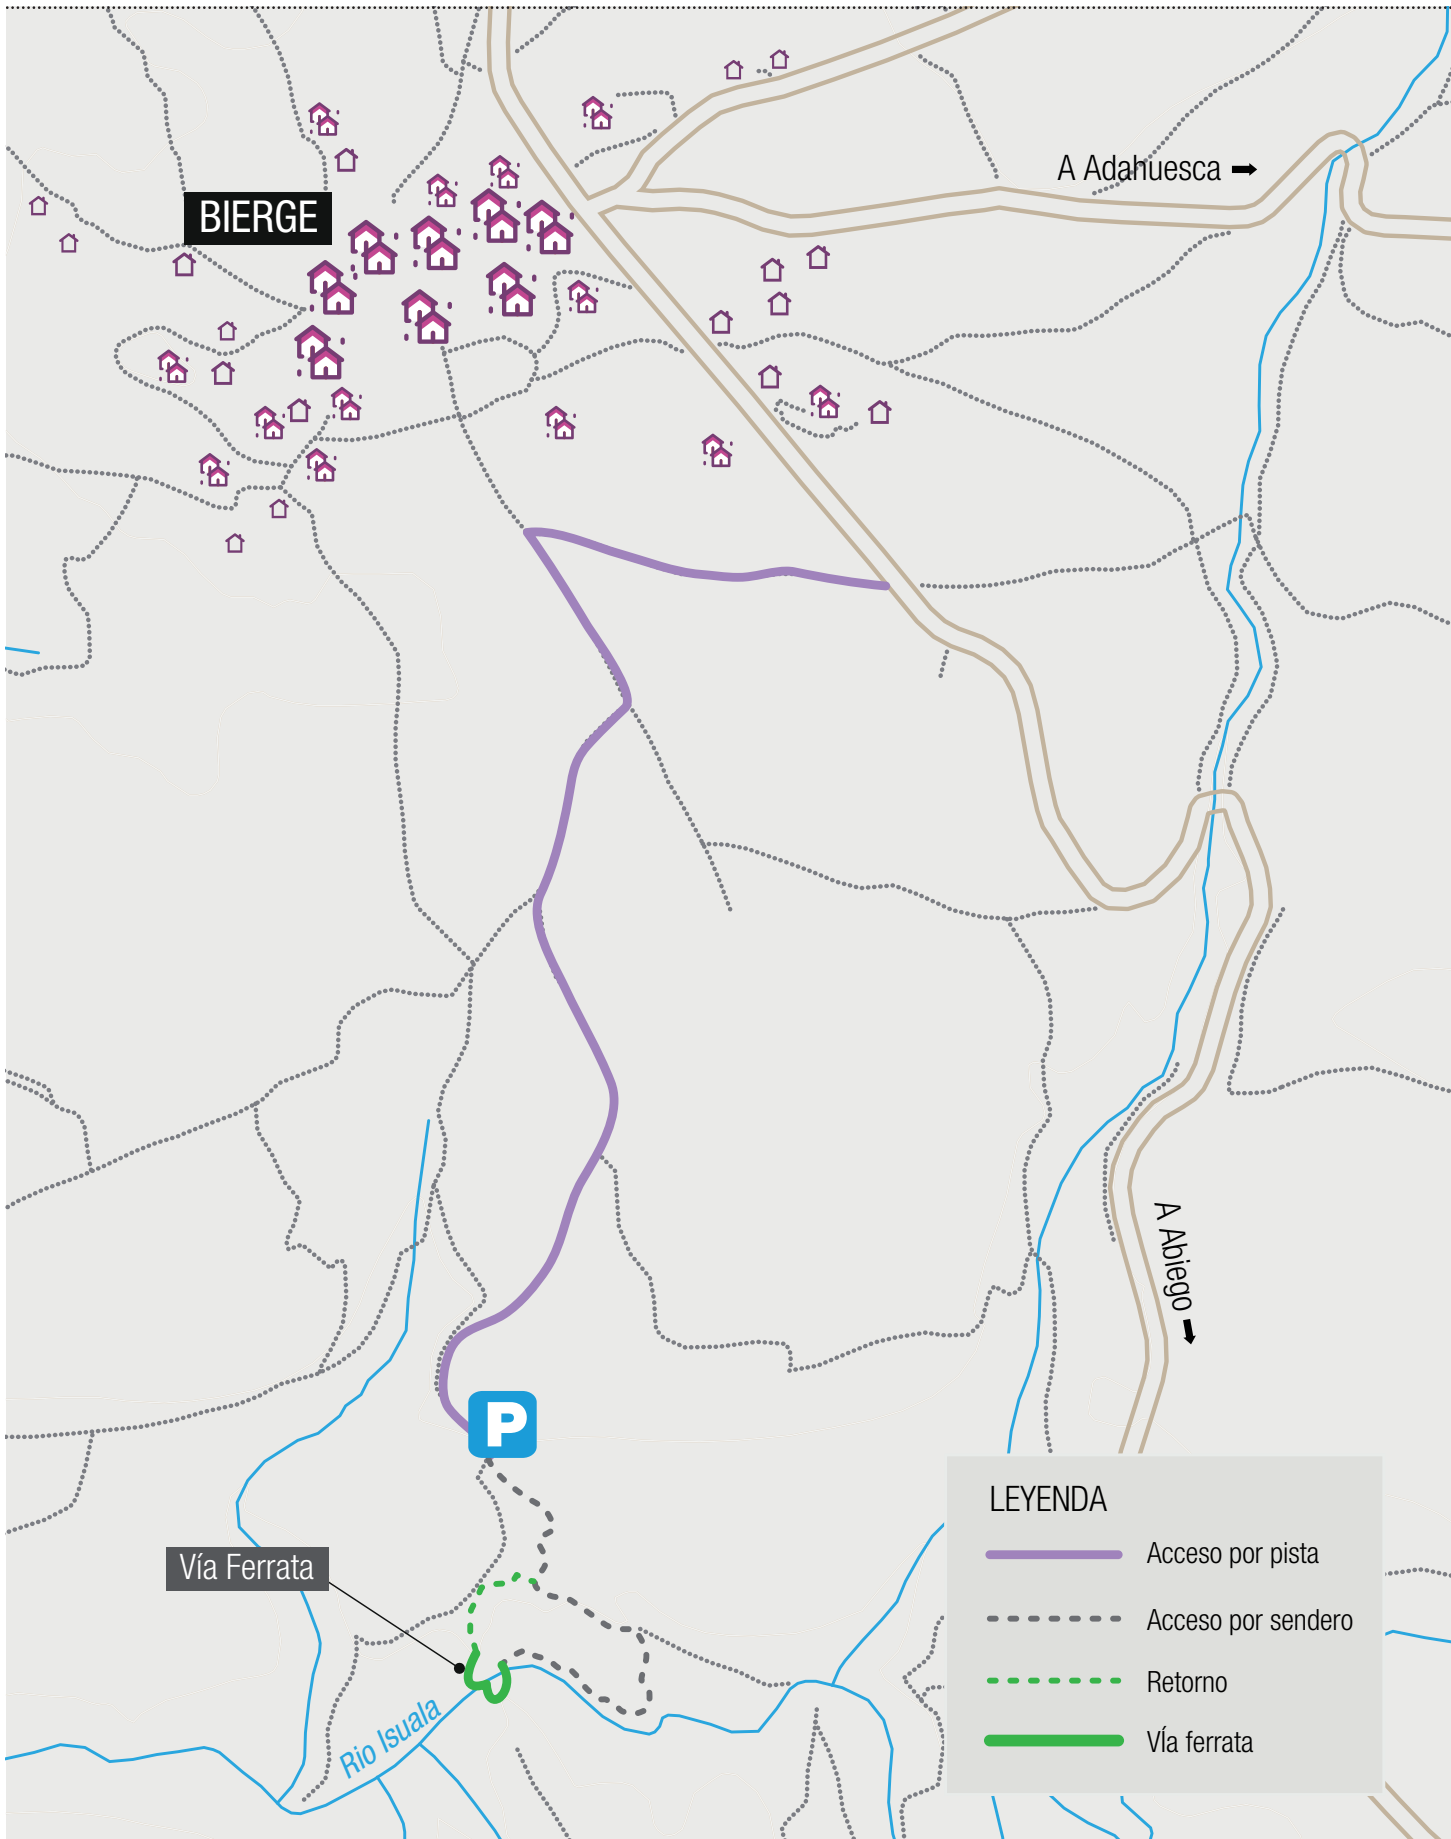 A Adahuesca
BIERGE
A Abiego
P
Vía Ferrata
Rio Isuala
LEYENDA
Acceso por pista
Acceso por sendero
Retorno
VÍa ferrata